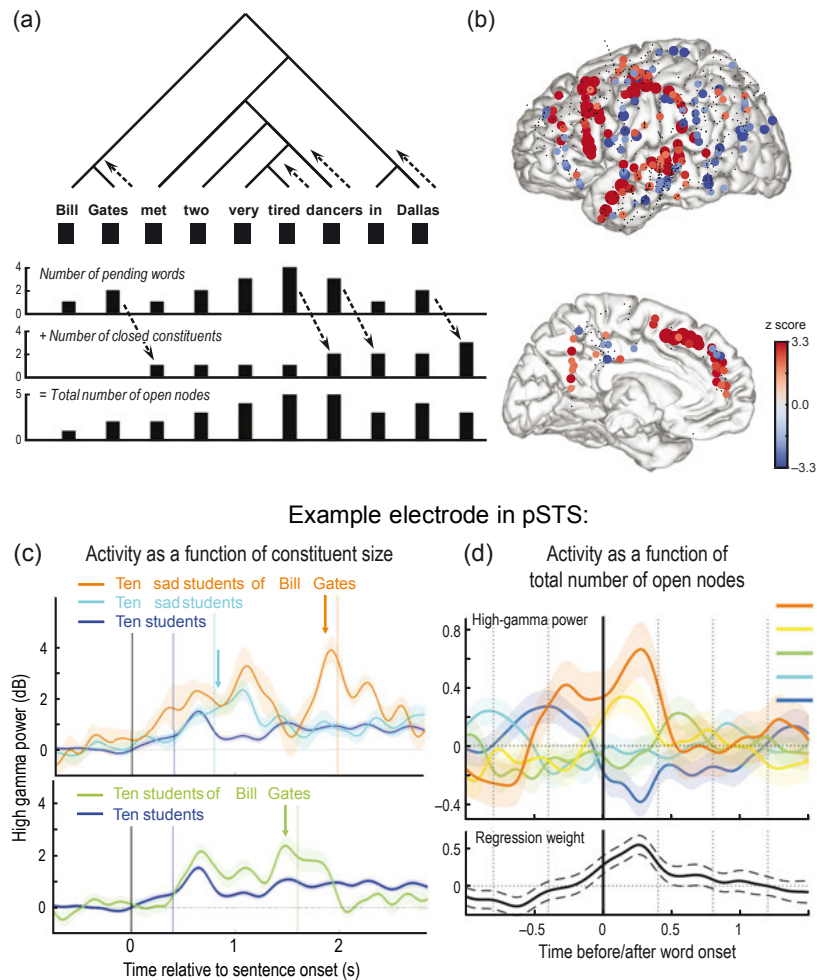 (a)
Bill Gates met two very tired dancers in Dallas
4
Number of pending words
2
0
4
+ Number of closed constituents
2
0
5
= Total number of open nodes
0
(b)
z score
3.3
0.0
−3.3
Example electrode in pSTS:
(c)
Activity as a function of constituent size
Ten sad students of Bill Gates
Ten sad students
Ten students
4
2
0
High gamma power (dB)
Ten students of Bill Gates
Ten students
4
2
0
0 1 2
Time relative to sentence onset (s)
(d)
Activity as a function of
total number of open nodes
0.8
High-gamma power
0.4
0
−0.4
Regression weight
0.5
0
−0.5 0 0.5 1
Time before/after word onset